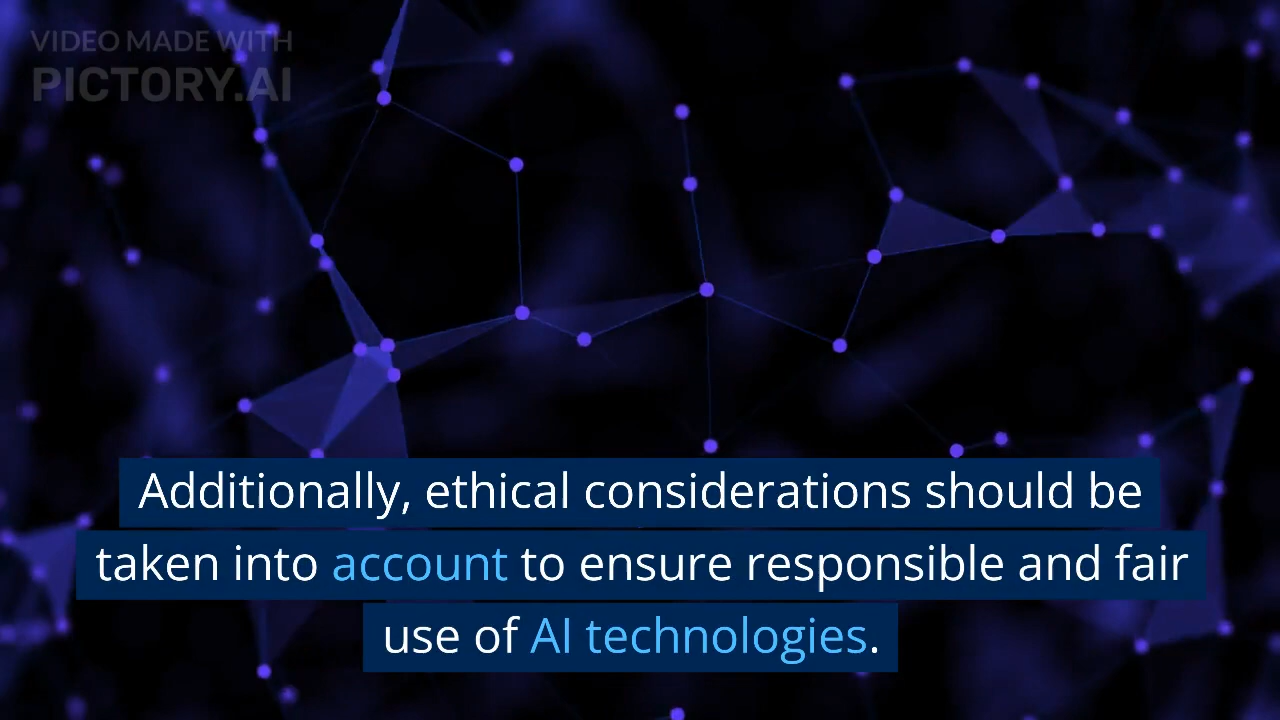 VIDEO MADE WITH
PICTORY.AI
Additionally, ethical considerations should be
taken into account to ensure responsible and fair
use of AI technologies.